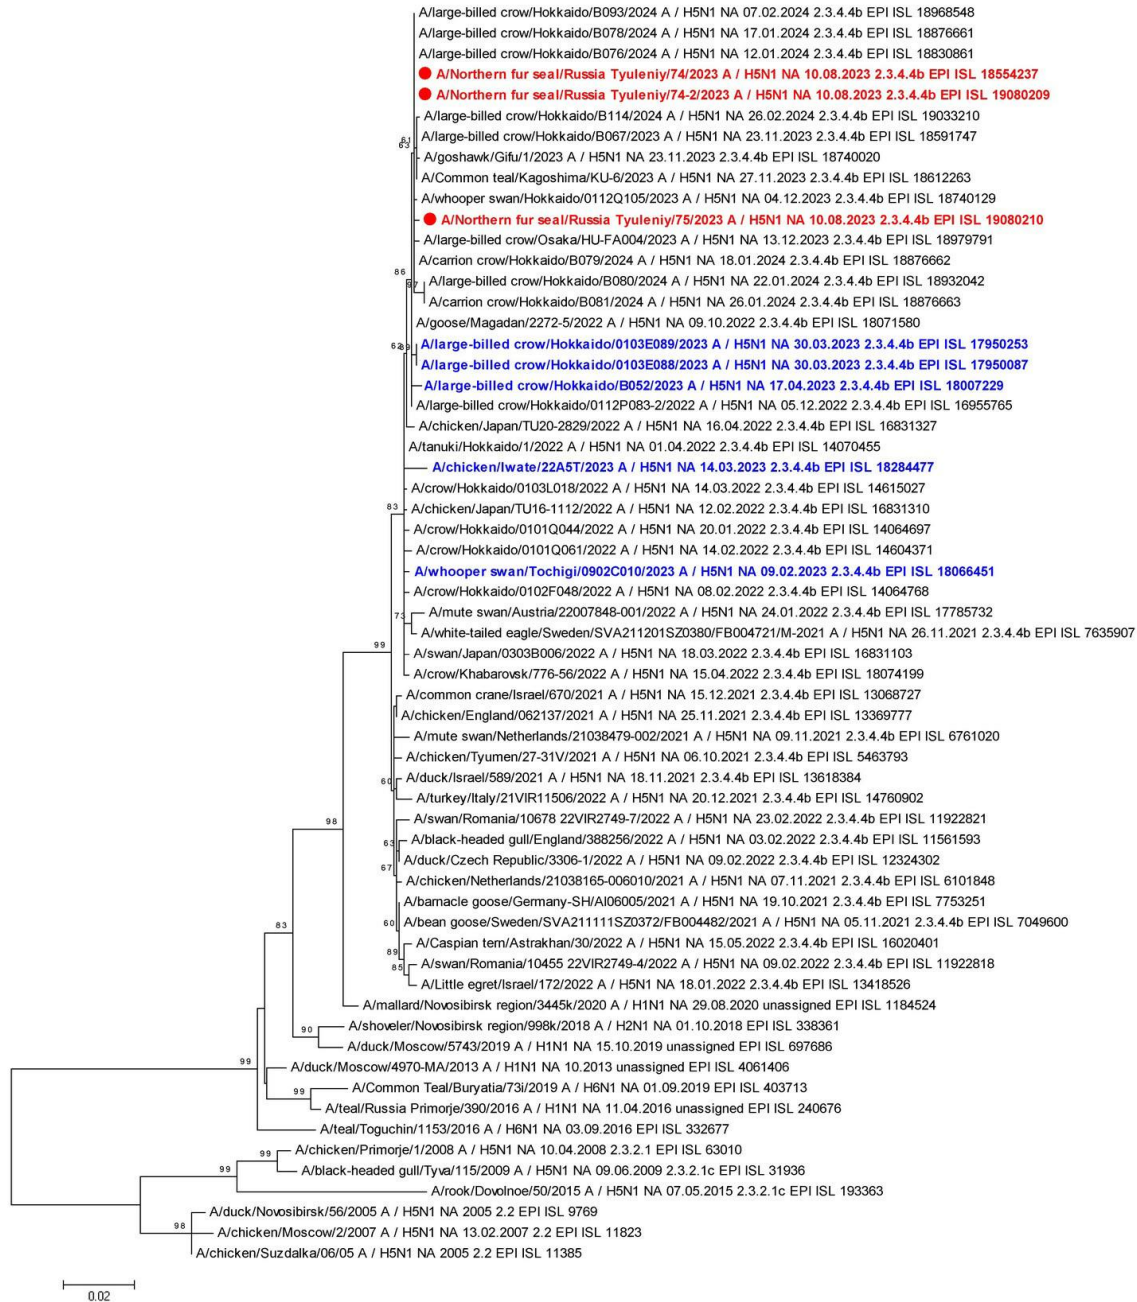 A/large-billed crow/Hokkaido/B093/2024 A / H5N1 NA 07.02.2024 2.3.4.4b EPI ISL 18968548
A/large-billed crow/Hokkaido/B078/2024 A / H5N1 NA 17.01.2024 2.3.4.4b EPI ISL 18876661
A/large-billed crow/Hokkaido/B076/2024 A / H5N1 NA 12.01.2024 2.3.4.4b EPI ISL 18830861
A/Northern fur seal/Russia Tyuleniy/74/2023 A / H5N1 NA 10.08.2023 2.3.4.4b EPI ISL 18554237
A/Northern fur seal/Russia Tyuleniy/74-2/2023 A / H5N1 NA 10.08.2023 2.3.4.4b EPI ISL 19080209
A/large-billed crow/Hokkaido/B114/2024 A / H5N1 NA 26.02.2024 2.3.4.4b EPI ISL 19033210
A/large-billed crow/Hokkaido/B067/2023 A / H5N1 NA 23.11.2023 2.3.4.4b EPI ISL 18591747
61
63
A/goshawk/Gifu/1/2023 A / H5N1 NA 23.11.2023 2.3.4.4b EPI ISL 18740020
A/Common teal/Kagoshima/KU-6/2023 A / H5N1 NA 27.11.2023 2.3.4.4b EPI ISL 18612263
A/whooper swan/Hokkaido/0112Q105/2023 A / H5N1 NA 04.12.2023 2.3.4.4b EPI ISL 18740129
A/Northern fur seal/Russia Tyuleniy/75/2023 A / H5N1 NA 10.08.2023 2.3.4.4b EPI ISL 19080210
A/large-billed crow/Osaka/HU-FA004/2023 A / H5N1 NA 13.12.2023 2.3.4.4b EPI ISL 18979791
A/carrion crow/Hokkaido/B079/2024 A / H5N1 NA 18.01.2024 2.3.4.4b EPI ISL 18876662
86
97
A/large-billed crow/Hokkaido/B080/2024 A / H5N1 NA 22.01.2024 2.3.4.4b EPI ISL 18932042
A/carrion crow/Hokkaido/B081/2024 A / H5N1 NA 26.01.2024 2.3.4.4b EPI ISL 18876663
A/goose/Magadan/2272-5/2022 A / H5N1 NA 09.10.2022 2.3.4.4b EPI ISL 18071580
62
A/large-billed crow/Hokkaido/0103E089/2023 A / H5N1 NA 30.03.2023 2.3.4.4b EPI ISL 17950253
A/large-billed crow/Hokkaido/0103E088/2023 A / H5N1 NA 30.03.2023 2.3.4.4b EPI ISL 17950087
A/large-billed crow/Hokkaido/B052/2023 A / H5N1 NA 17.04.2023 2.3.4.4b EPI ISL 18007229
A/large-billed crow/Hokkaido/0112P083-2/2022 A / H5N1 NA 05.12.2022 2.3.4.4b EPI ISL 16955765
A/chicken/Japan/TU20-2829/2022 A / H5N1 NA 16.04.2022 2.3.4.4b EPI ISL 16831327
A/tanuki/Hokkaido/1/2022 A / H5N1 NA 01.04.2022 2.3.4.4b EPI ISL 14070455
A/chicken/Iwate/22A5T/2023 A / H5N1 NA 14.03.2023 2.3.4.4b EPI ISL 18284477
A/crow/Hokkaido/0103L018/2022 A / H5N1 NA 14.03.2022 2.3.4.4b EPI ISL 14615027
83
A/chicken/Japan/TU16-1112/2022 A / H5N1 NA 12.02.2022 2.3.4.4b EPI ISL 16831310
A/crow/Hokkaido/0101Q044/2022 A / H5N1 NA 20.01.2022 2.3.4.4b EPI ISL 14064697
A/crow/Hokkaido/0101Q061/2022 A / H5N1 NA 14.02.2022 2.3.4.4b EPI ISL 14604371
A/whooper swan/Tochigi/0902C010/2023 A / H5N1 NA 09.02.2023 2.3.4.4b EPI ISL 18066451
A/crow/Hokkaido/0102F048/2022 A / H5N1 NA 08.02.2022 2.3.4.4b EPI ISL 14064768
73
A/mute swan/Austria/22007848-001/2022 A / H5N1 NA 24.01.2022 2.3.4.4b EPI ISL 17785732
A/white-tailed eagle/Sweden/SVA211201SZ0380/FB004721/M-2021 A / H5N1 NA 26.11.2021 2.3.4.4b EPI ISL 7635907
99
A/swan/Japan/0303B006/2022 A / H5N1 NA 18.03.2022 2.3.4.4b EPI ISL 16831103
A/crow/Khabarovsk/776-56/2022 A / H5N1 NA 15.04.2022 2.3.4.4b EPI ISL 18074199
A/common crane/Israel/670/2021 A / H5N1 NA 15.12.2021 2.3.4.4b EPI ISL 13068727
A/chicken/England/062137/2021 A / H5N1 NA 25.11.2021 2.3.4.4b EPI ISL 13369777
A/mute swan/Netherlands/21038479-002/2021 A / H5N1 NA 09.11.2021 2.3.4.4b EPI ISL 6761020
A/chicken/Tyumen/27-31V/2021 A / H5N1 NA 06.10.2021 2.3.4.4b EPI ISL 5463793
60
A/duck/Israel/589/2021 A / H5N1 NA 18.11.2021 2.3.4.4b EPI ISL 13618384
A/turkey/Italy/21VIR11506/2022 A / H5N1 NA 20.12.2021 2.3.4.4b EPI ISL 14760902
98
A/swan/Romania/10678 22VIR2749-7/2022 A / H5N1 NA 23.02.2022 2.3.4.4b EPI ISL 11922821
63
A/black-headed gull/England/388256/2022 A / H5N1 NA 03.02.2022 2.3.4.4b EPI ISL 11561593
A/duck/Czech Republic/3306-1/2022 A / H5N1 NA 09.02.2022 2.3.4.4b EPI ISL 12324302
67
A/chicken/Netherlands/21038165-006010/2021 A / H5N1 NA 07.11.2021 2.3.4.4b EPI ISL 6101848
A/barnacle goose/Germany-SH/AI06005/2021 A / H5N1 NA 19.10.2021 2.3.4.4b EPI ISL 7753251
60
A/bean goose/Sweden/SVA211111SZ0372/FB004482/2021 A / H5N1 NA 05.11.2021 2.3.4.4b EPI ISL 7049600
83
89
A/Caspian tern/Astrakhan/30/2022 A / H5N1 NA 15.05.2022 2.3.4.4b EPI ISL 16020401
85
A/swan/Romania/10455 22VIR2749-4/2022 A / H5N1 NA 09.02.2022 2.3.4.4b EPI ISL 11922818
A/Little egret/Israel/172/2022 A / H5N1 NA 18.01.2022 2.3.4.4b EPI ISL 13418526
A/mallard/Novosibirsk region/3445k/2020 A / H1N1 NA 29.08.2020 unassigned EPI ISL 1184524
90
A/shoveler/Novosibirsk region/998k/2018 A / H2N1 NA 01.10.2018 EPI ISL 338361
A/duck/Moscow/5743/2019 A / H1N1 NA 15.10.2019 unassigned EPI ISL 697686
99
A/duck/Moscow/4970-MA/2013 A / H1N1 NA 10.2013 unassigned EPI ISL 4061406
99
A/Common Teal/Buryatia/73i/2019 A / H6N1 NA 01.09.2019 EPI ISL 403713
A/teal/Russia Primorje/390/2016 A / H1N1 NA 11.04.2016 unassigned EPI ISL 240676
A/teal/Toguchin/1153/2016 A / H6N1 NA 03.09.2016 EPI ISL 332677
99
A/chicken/Primorje/1/2008 A / H5N1 NA 10.04.2008 2.3.2.1 EPI ISL 63010
99
A/black-headed gull/Tyva/115/2009 A / H5N1 NA 09.06.2009 2.3.2.1c EPI ISL 31936
A/rook/Dovolnoe/50/2015 A / H5N1 NA 07.05.2015 2.3.2.1c EPI ISL 193363
A/duck/Novosibirsk/56/2005 A / H5N1 NA 2005 2.2 EPI ISL 9769
98
A/chicken/Moscow/2/2007 A / H5N1 NA 13.02.2007 2.2 EPI ISL 11823
A/chicken/Suzdalka/06/05 A / H5N1 NA 2005 2.2 EPI ISL 11385
0.02